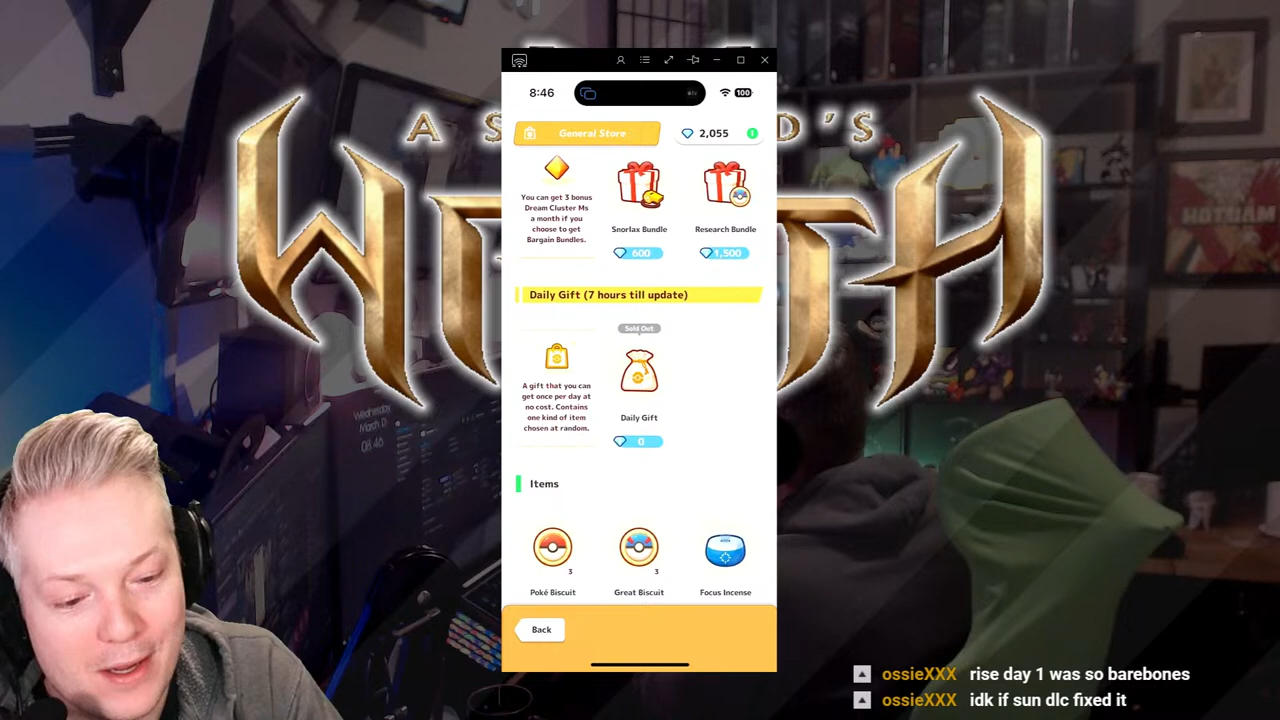 A S D'S
8:46
100
General Store
2,055
You can get 3 bonus
Dream Cluster Ms
a month if you
choose to get
Bargain Bundles.
Snorlax Bundle
Research Bundle
600
1,500
Daily Gift (7 hours till update)
Sold Out
A gift that you can
get once per day at
no cost. Contains
one kind of item
chosen at random.
Daily Gift
0
Items
3
3
Poké Biscuit
Great Biscuit
Focus Incense
Back
Wednesday
March
08:46
ossieXXX rise day 1 was so barebones
ossieXXX idk if sun dlc fixed it